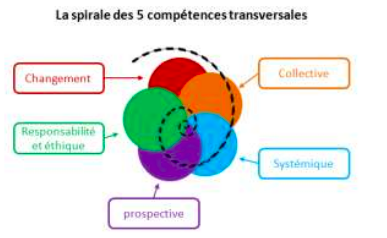 La spirale des 5 compétences transversales
Changement
Collective
Responsabilité
et éthique
Systémique
prospective